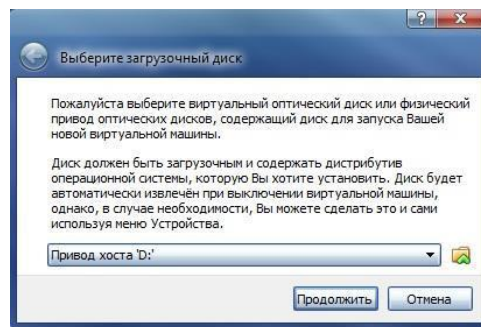 Выберите загрузочный диск
Пожалуйста выберите виртуальный оптический диск или физический
привод оптических дисков, содержащий диск для запуска Вашей
новой виртуальной машины.
Диск должен быть загрузочным и содержать дистрибутив
операционной системы, которую Вы хотите установить. Диск будет
автоматически извлечён при выключении виртуальной машины,
однако, в случае необходимости, Вы можете сделать это и сами
используя меню Устройства.
Привод хоста 'D:'
Продолжить Отмена